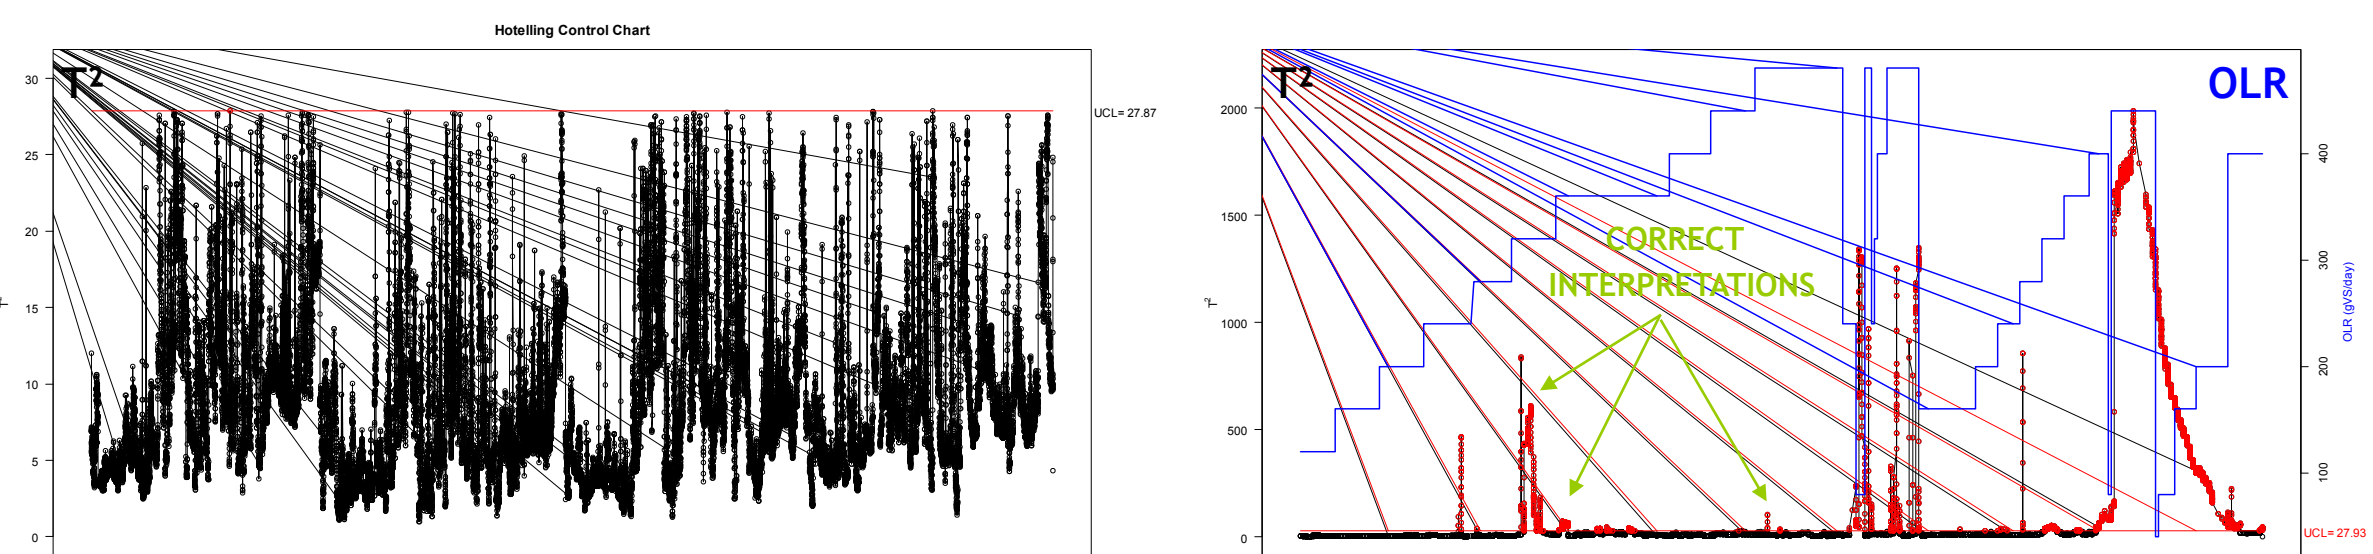 Hotelling Control Chart
T²
30
25
20
15
10
5
0
T²
UCL= 27.87
T²
OLR
2000
1500
1000
500
0
T²
CORRECT
INTERPRETATIONS
400
300
200
100
OLR (gVS/day)
UCL= 27.93